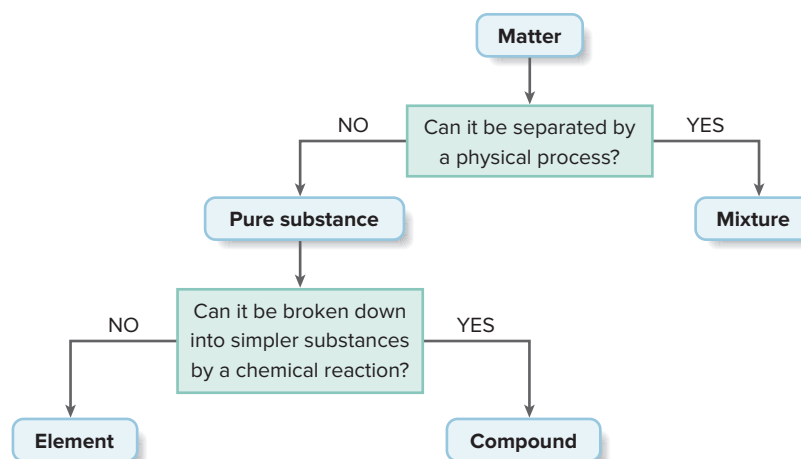 Matter
NO
Can it be separated by
a physical process?
YES
Pure substance
Mixture
NO
Can it be broken down
into simpler substances
by a chemical reaction?
YES
Element
Compound